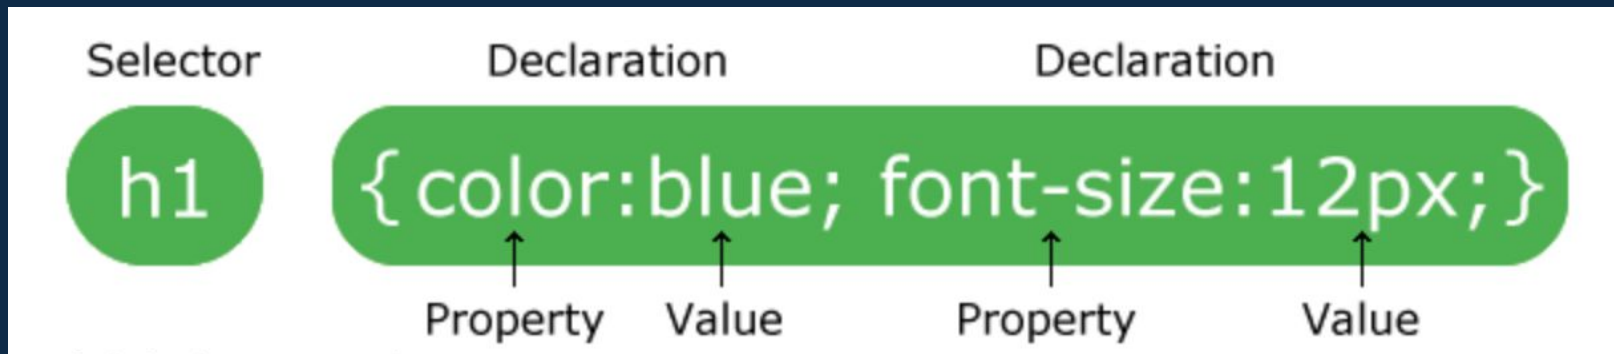 Selector Declaration Declaration
h1 {color:blue; font-size:12px;}
Property Value Property Value